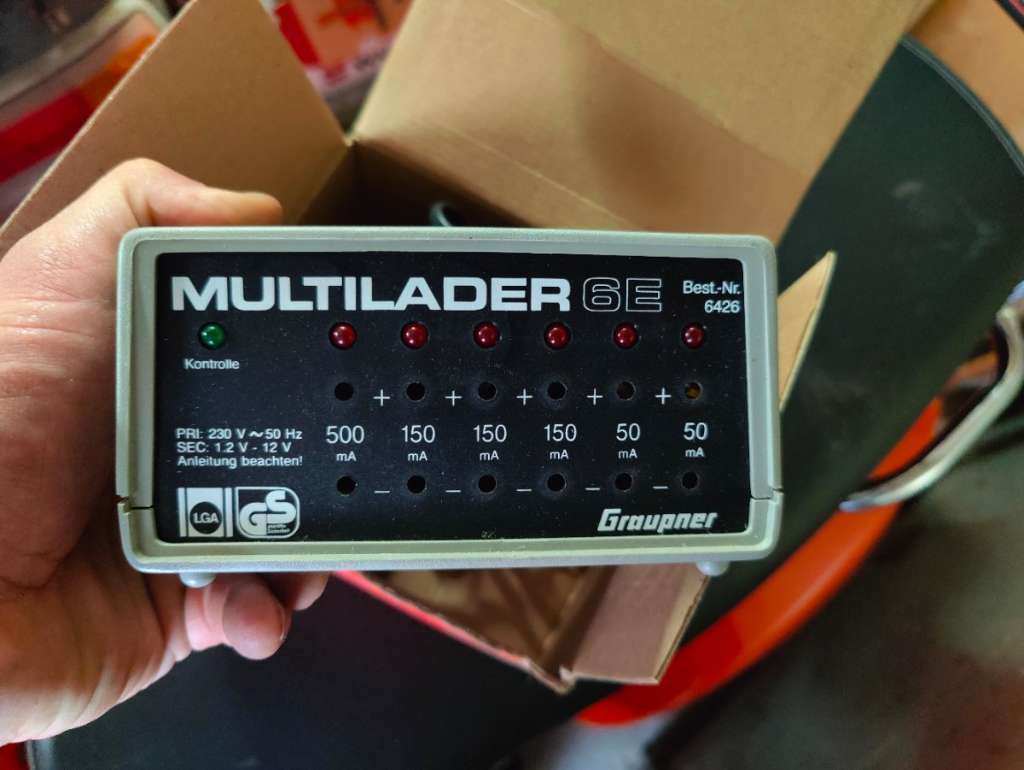 MULTILADER 6E
Best.-Nr.
6426
Kontrolle
+ + + + +
PRI: 230 V ~ 50 Hz
SEC: 1.2 V - 12 V
Anleitung beachten!
500 150 150 150 50 50
mA mA mA mA mA mA
– – – – –
LGA
GS
Graupner